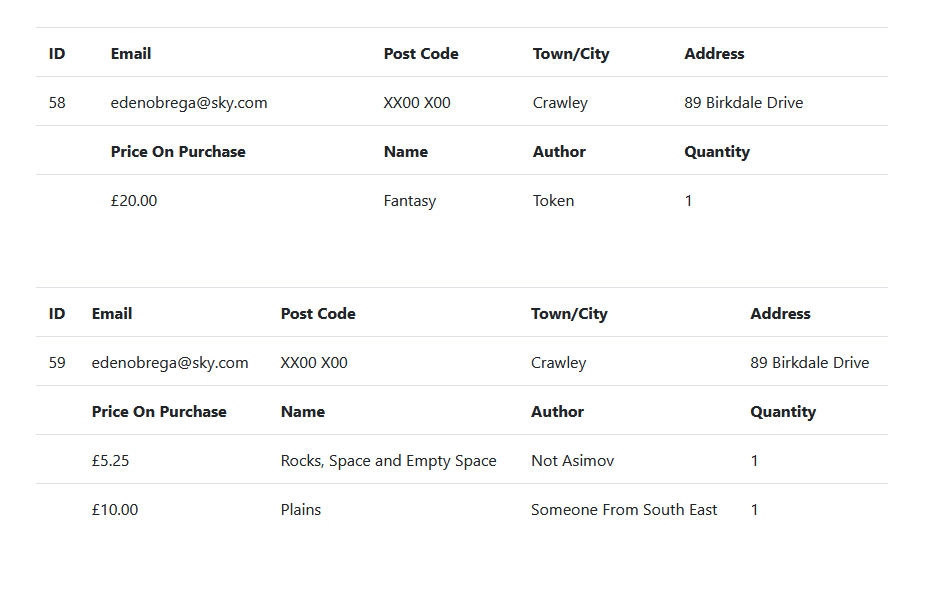 ID Email Post Code Town/City Address
58 edenobrega@sky.com XX00 X00 Crawley 89 Birkdale Drive
Price On Purchase Name Author Quantity
£20.00 Fantasy Token 1
ID Email Post Code Town/City Address
59 edenobrega@sky.com XX00 X00 Crawley 89 Birkdale Drive
Price On Purchase Name Author Quantity
£5.25 Rocks, Space and Empty Space Not Asimov 1
£10.00 Plains Someone From South East 1